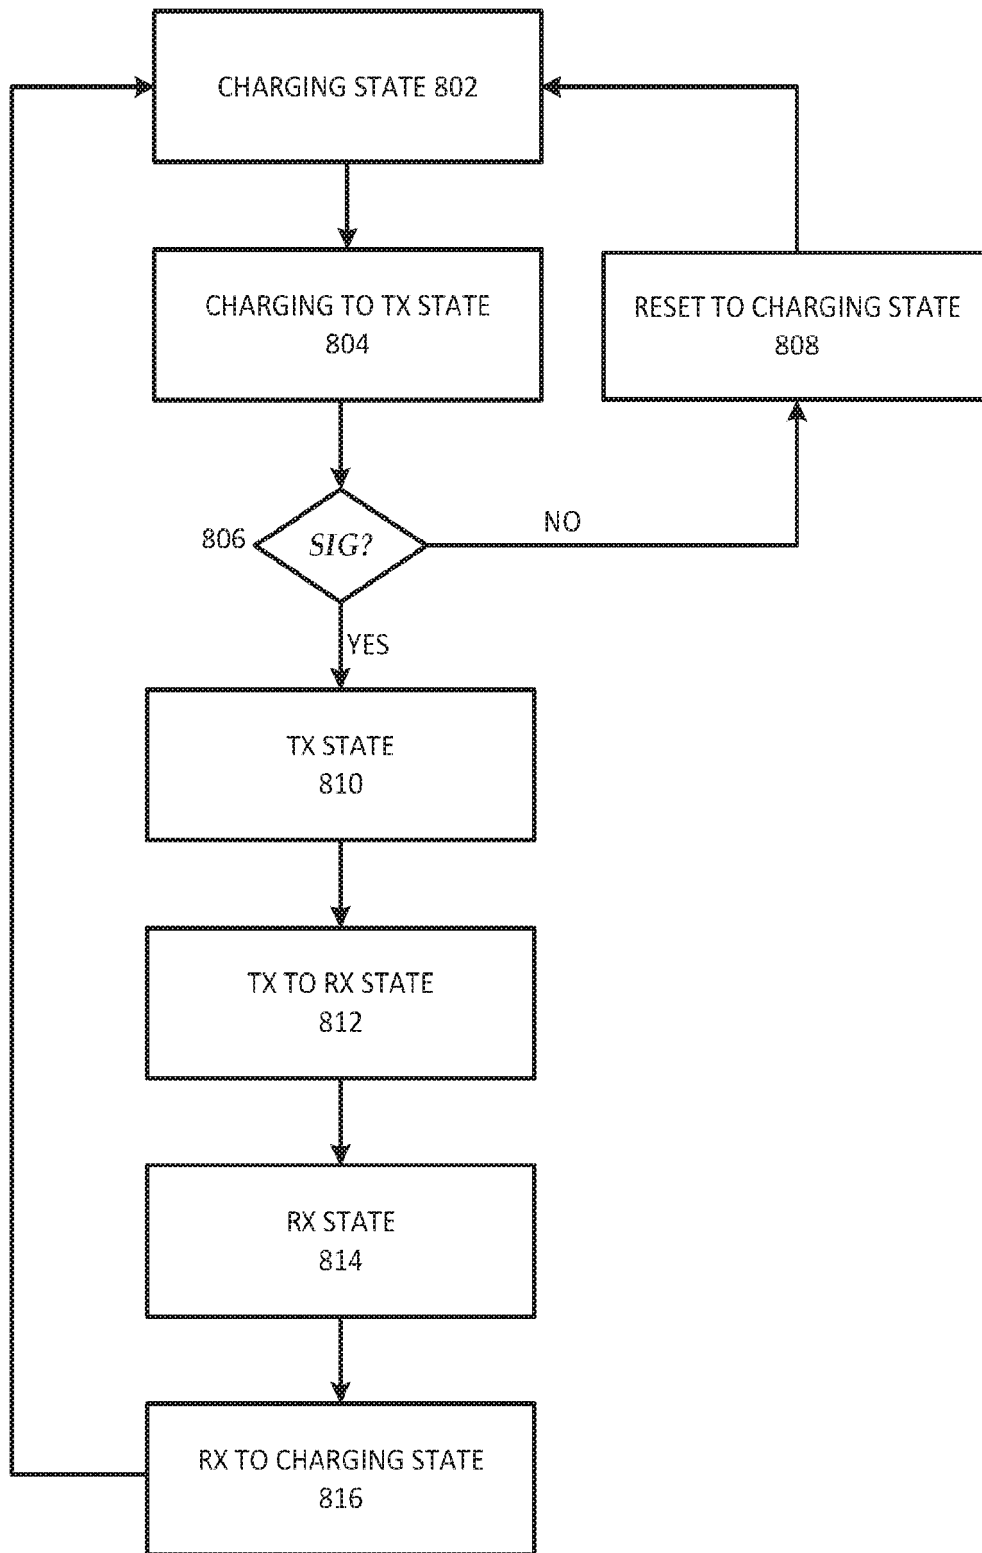 CHARGING STATE 802
CHARGING TO TX STATE
804
RESET TO CHARGING STATE
808
806
SIG?
NO
YES
TX STATE
810
TX TO RX STATE
812
RX STATE
814
RX TO CHARGING STATE
816